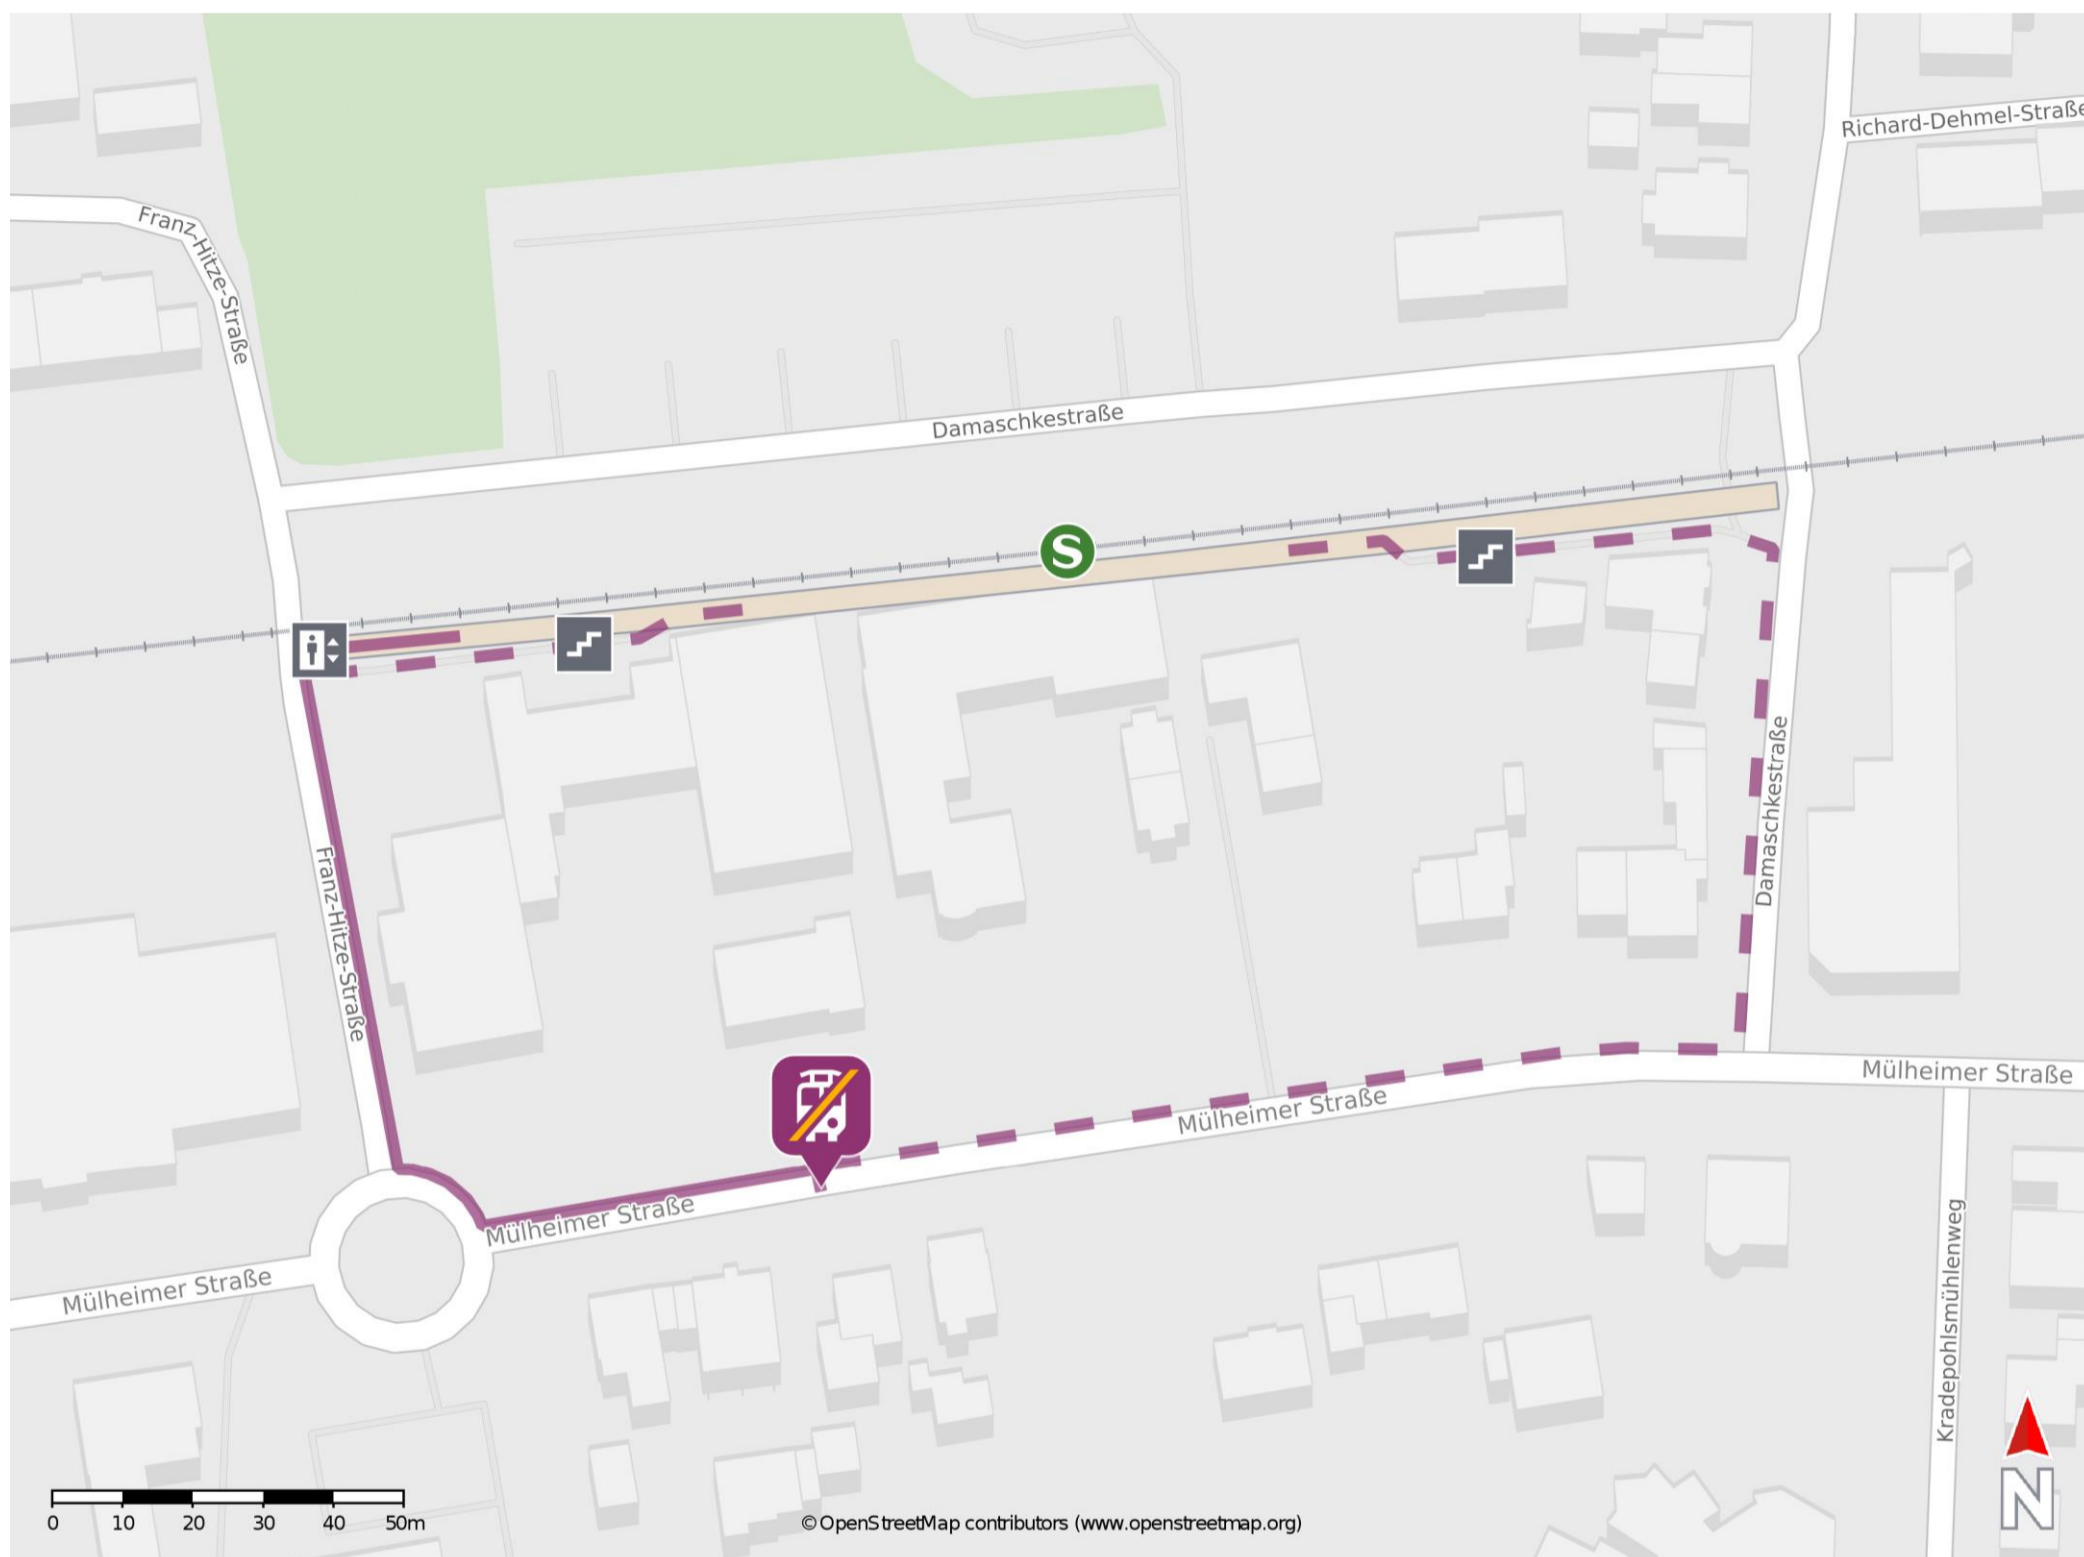 Richard-Dehmel-Straße
Franz-Hitze-Straße
Damaschkestraße
S
Damaschkestraße
Franz-Hitze-Straße
Mülheimer Straße
Mülheimer Straße
Mülheimer Straße
Mülheimer Straße
Kradepohlsmühlenweg
N
0 10 20 30 40 50m
© OpenStreetMap contributors (www.openstreetmap.org)